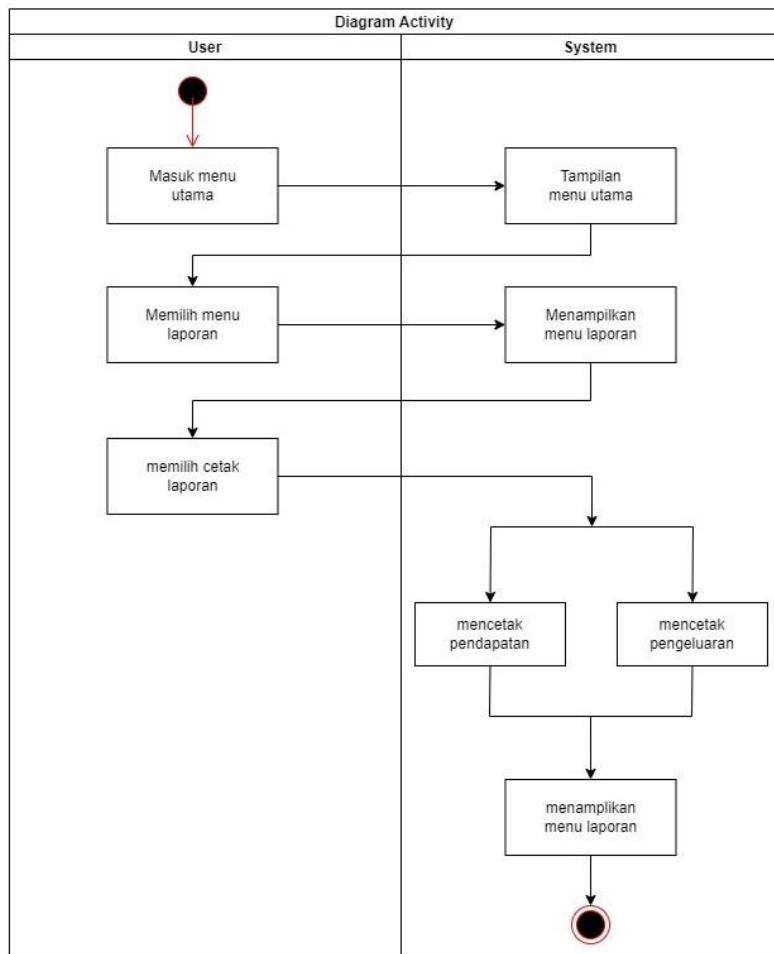 Diagram Activity
User
System
Masuk menu
utama
Tampilan
menu utama
Memilih menu
laporan
Menampilkan
menu laporan
memilih cetak
laporan
mencetak
pendapatan
mencetak
pengeluaran
menamplikan
menu laporan